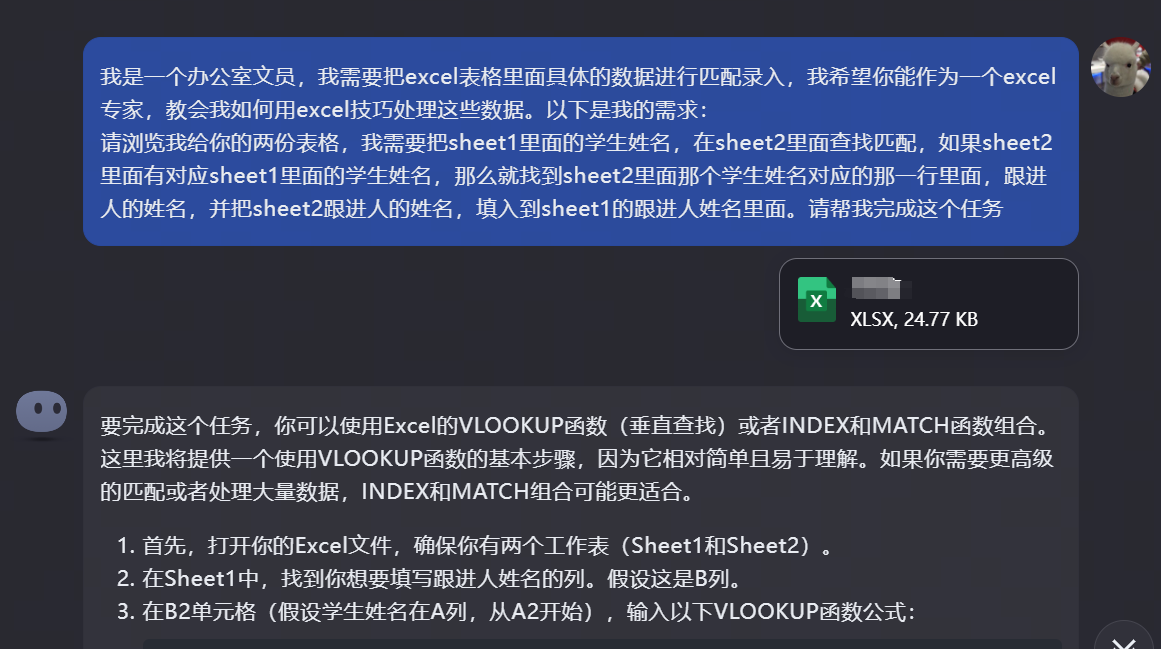 我是一个办公室文员，我需要把excel表格里面具体的数据进行匹配录入，我希望你能作为一个excel
专家，教会我如何用excel技巧处理这些数据。以下是我的需求：
请浏览我给你的两份表格，我需要把sheet1里面的学生姓名，在sheet2里面查找匹配，如果sheet2
里面有对应sheet1里面的学生姓名，那么就找到sheet2里面那个学生姓名对应的那一行里面，跟进
人的姓名，并把sheet2跟进人的姓名，填入到sheet1的跟进人姓名里面。请帮我完成这个任务
X
XLSX, 24.77 KB
要完成这个任务，你可以使用Excel的VLOOKUP函数（垂直查找）或者INDEX和MATCH函数组合。
这里我将提供一个使用VLOOKUP函数的基本步骤，因为它相对简单且易于理解。如果你需要更高级
的匹配或者处理大量数据，INDEX和MATCH组合可能更适合。
1. 首先，打开你的Excel文件，确保你有两个工作表（Sheet1和Sheet2）。
2. 在Sheet1中，找到你想要填写跟进人姓名的列。假设这是B列。
3. 在B2单元格（假设学生姓名在A列，从A2开始），输入以下VLOOKUP函数公式：